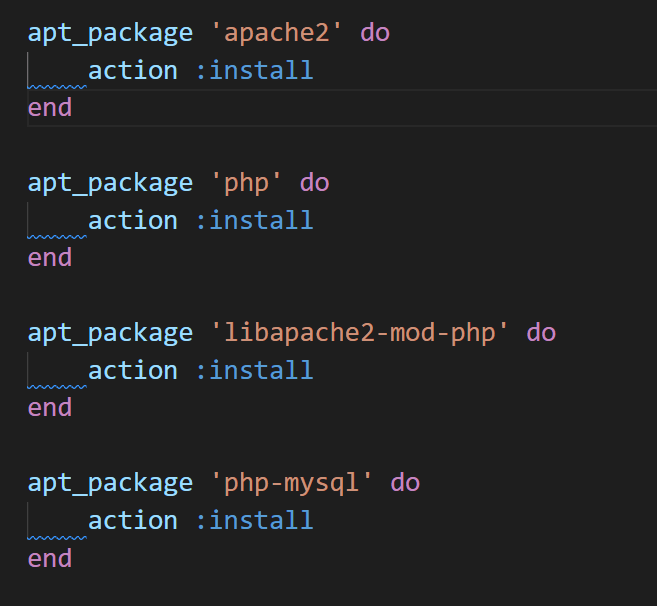 apt_package 'apache2' do
    action :install
end
apt_package 'php' do
    action :install
end
apt_package 'libapache2-mod-php' do
    action :install
end
apt_package 'php-mysql' do
    action :install
end